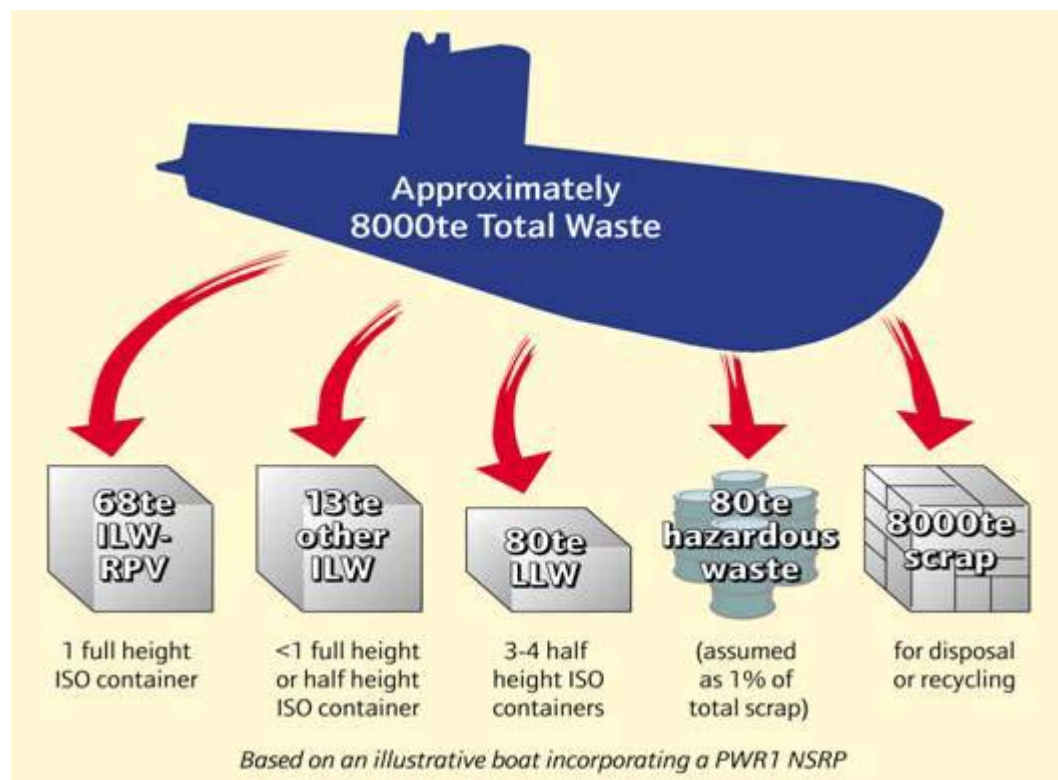 Approximately
8000te Total Waste
68te
ILW-
RPV
13te
other
ILW
80te
LLW
80te
hazardous
waste
8000te
scrap
1 full height
ISO container
<1 full height
or half height
ISO container
3-4 half
height ISO
containers
(assumed
as 1% of
total scrap)
for disposal
or recycling
Based on an illustrative boat incorporating a PWR1 NSRP